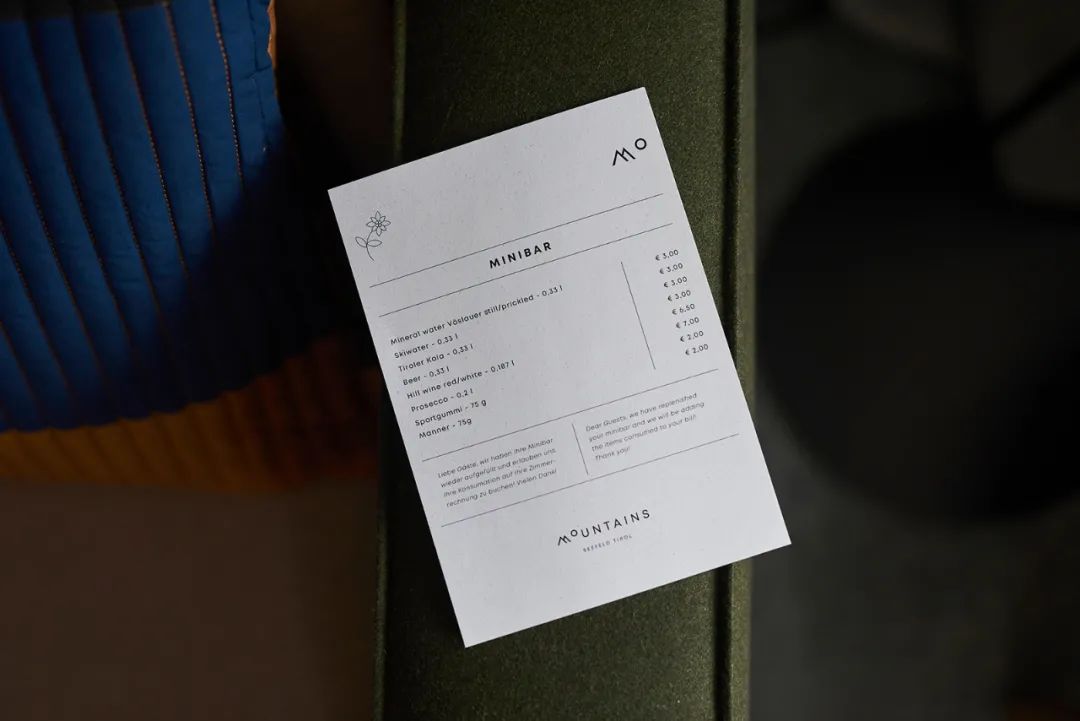 MO
MINIBAR
Mineral water Vöslauer still/prickled - 0,33 l € 3,00
Skiwater - 0,33 l € 3,00
Tiroler Kola - 0,33 l € 3,00
Beer - 0,33 l € 3,00
Hill wine red/white - 0,187 l € 6,50
Prosecco - 0,2 l € 7,00
Sportgummi - 75 g € 2,00
Manner - 75g € 2,00
Liebe Gäste, wir haben Ihre Minibar
wieder aufgefüllt und erlauben uns,
Ihre Konsumation auf Ihre Zimmer-
rechnung zu buchen! Vielen Dank!
Dear Guests, we have replenished
your minibar and we will be adding
the items consumed to your bill!
Thank you!
MOUNTAINS
SEEFELD TIROL